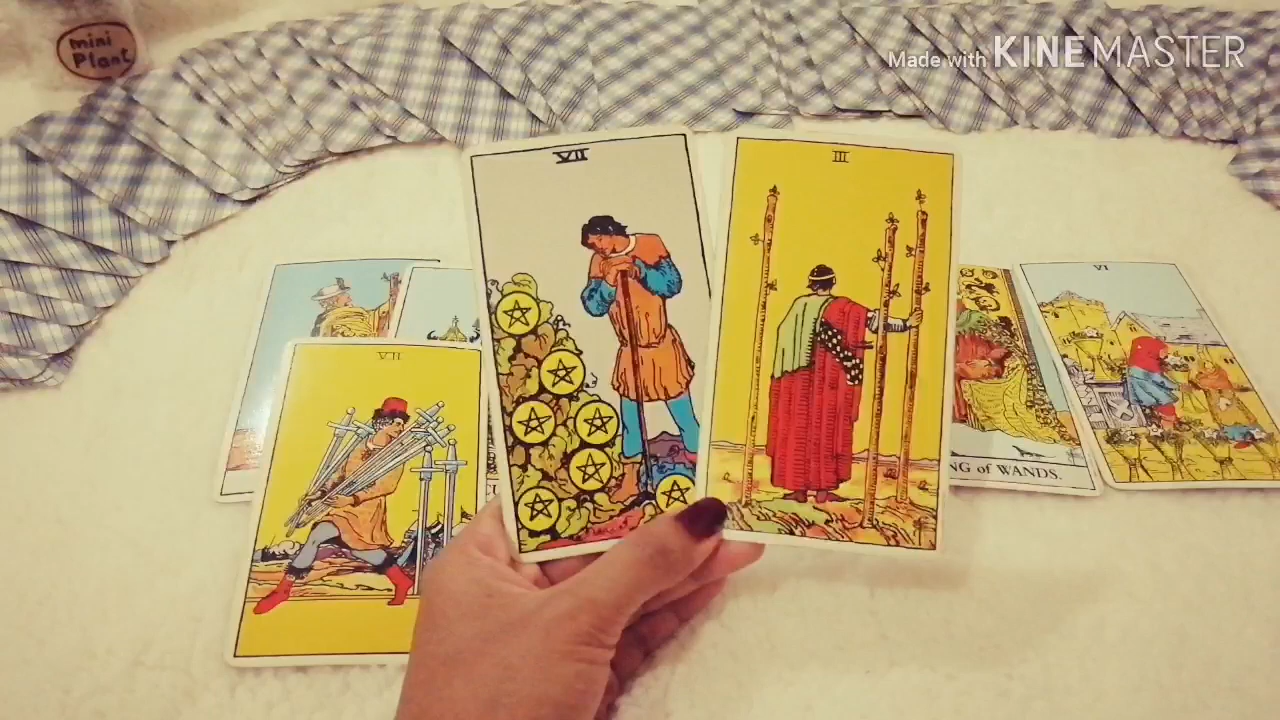 mini
Plant
Made with KINEMASTER
VII
III
VI
VII
NG of WANDS.